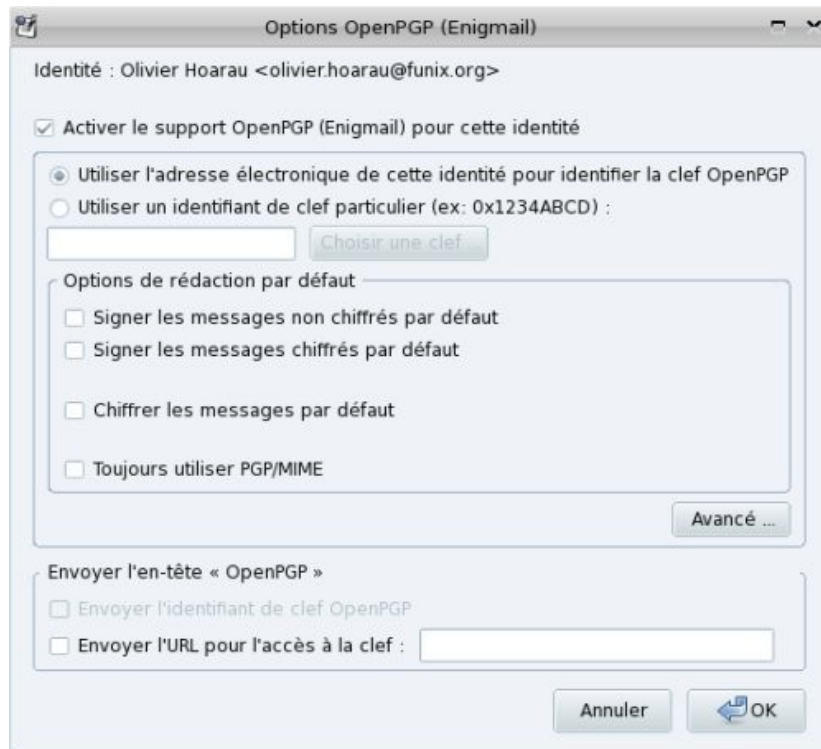 Options OpenPGP (Enigmail)
Identité : Olivier Hoarau <olivier.hoarau@funix.org>
Activer le support OpenPGP (Enigmail) pour cette identité
Utiliser l'adresse électronique de cette identité pour identifier la clef OpenPGP
Utiliser un identifiant de clef particulier (ex: 0x1234ABCD) :
Choisir une clef ...
Options de rédaction par défaut
Signer les messages non chiffrés par défaut
Signer les messages chiffrés par défaut
Chiffrer les messages par défaut
Toujours utiliser PGP/MIME
Avancé ...
Envoyer l'en-tête « OpenPGP »
Envoyer l'identifiant de clef OpenPGP
Envoyer l'URL pour l'accès à la clef :
Annuler
OK